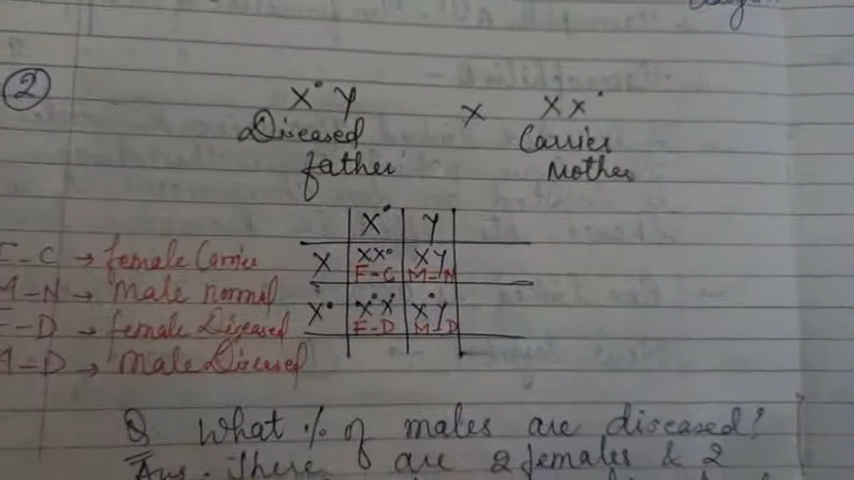 ②
X° Y × X X°
Diseased Carrier
father Mother
X° Y
X XX° XY
F-C M-N
X° X°X° X°Y
F-D M-D
F-C → female Carrier
M-N → Male normal
F-D → female Diseased
M-D → Male Diseased
Q What % of males are diseased?
Ans. There are 2 females & 2